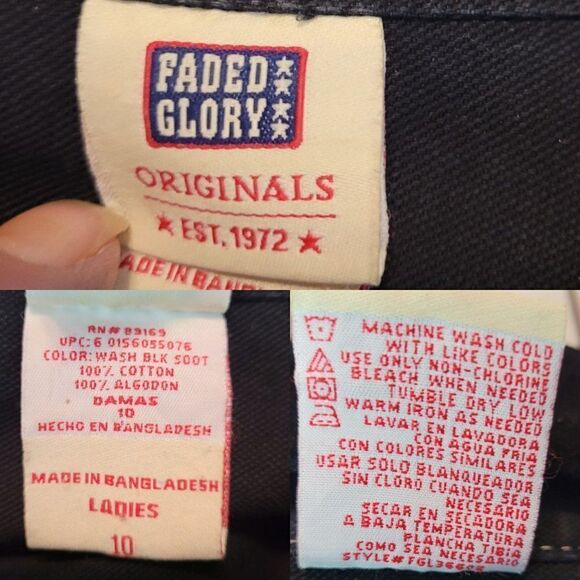 FADED
GLORY
ORIGINALS
EST. 1972
MADE IN BANGLADESH
RN# 89169
UPC: 6 0156055076
COLOR: WASH BLK SOOT
100% COTTON
100% ALGODON
DAMAS
10
HECHO EN BANGLADESH
MADE IN BANGLADESH
LADIES
10
MACHINE WASH COLD
WITH LIKE COLORS
USE ONLY NON-CHLORINE
BLEACH WHEN NEEDED
TUMBLE DRY LOW
WARM IRON AS NEEDED
LAVAR EN LAVADORA
CON AGUA FRIA
CON COLORES SIMILARES
USAR SOLO BLANQUEADOR
SIN CLORO CUANDO SEA
NECESARIO
SECAR EN SECADORA
A BAJA TEMPERATURA
PLANCHA TIBIA
COMO SEA NECESARIO
STYLE#